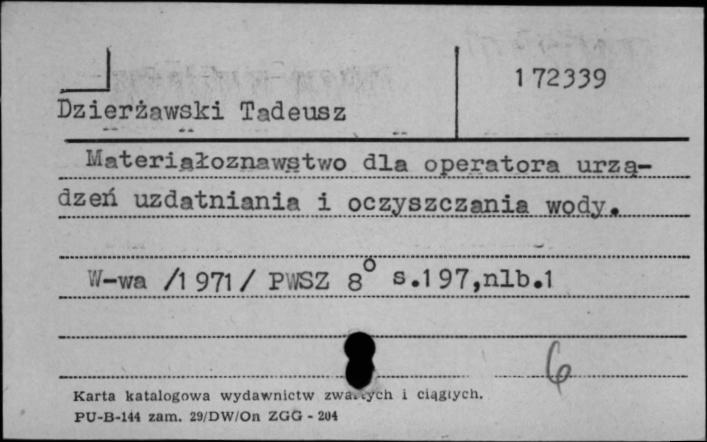 172339
Dzierżawski Tadeusz
Materiałoznawstwo dla operatora urzą-
dzeń uzdatniania i oczyszczania wody.
W-wa /1971/ PWSZ 8° s.197,nlb.1
6
Karta katalogowa wydawnictw zwartych i ciągłych.
PU-B-144 zam. 29/DW/On ZGG - 204